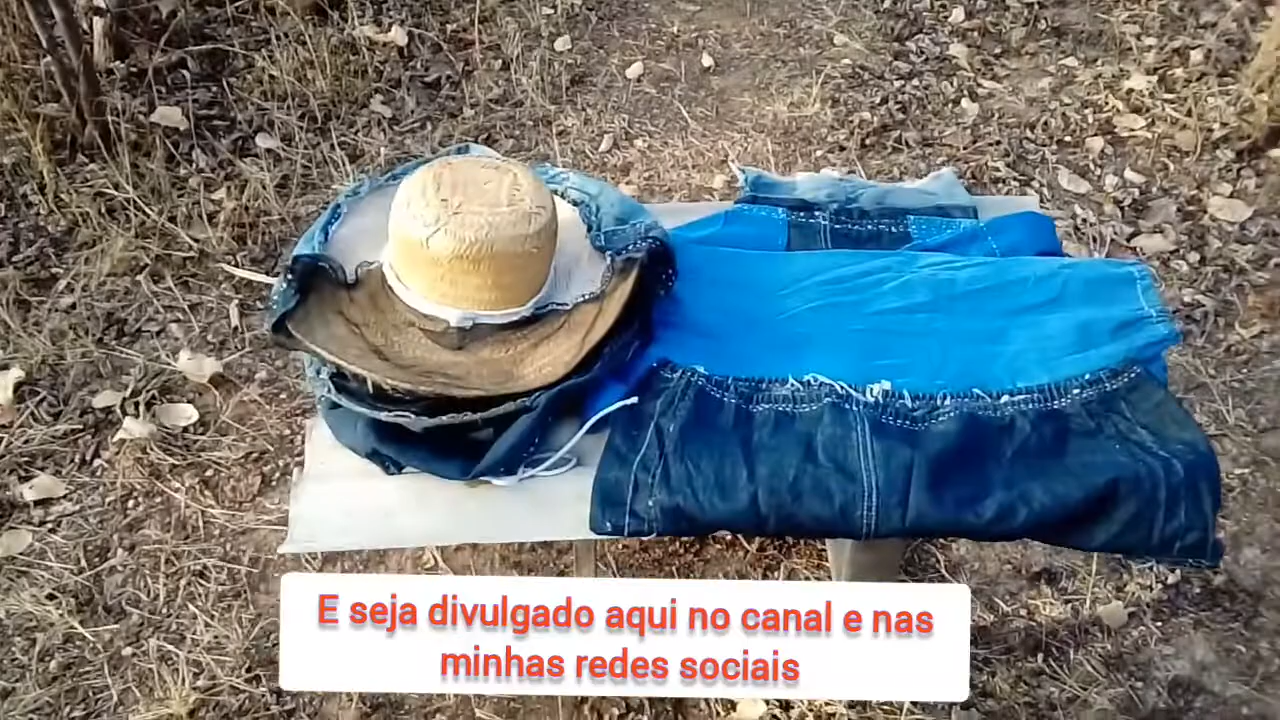 E seja divulgado aqui no canal e nas
minhas redes sociais